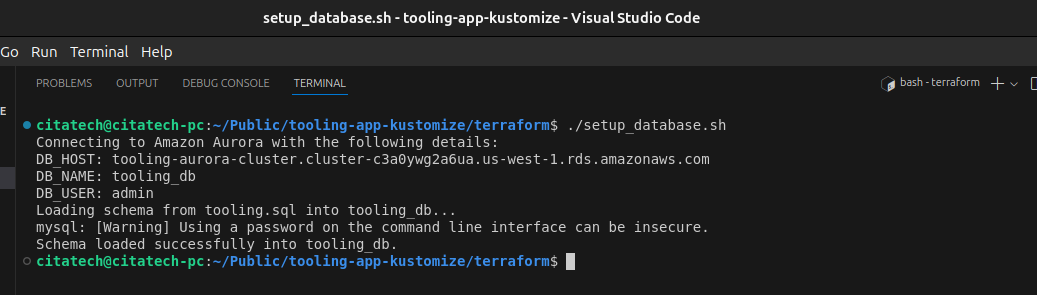 setup_database.sh - tooling-app-kustomize - Visual Studio Code
Go Run Terminal Help
PROBLEMS OUTPUT DEBUG CONSOLE TERMINAL
bash - terraform
E
citatech@citatech-pc:~/Public/tooling-app-kustomize/terraform$ ./setup_database.sh
Connecting to Amazon Aurora with the following details:
DB_HOST: tooling-aurora-cluster.cluster-c3a0ywg2a6ua.us-west-1.rds.amazonaws.com
DB_NAME: tooling_db
DB_USER: admin
Loading schema from tooling.sql into tooling_db...
mysql: [Warning] Using a password on the command line interface can be insecure.
Schema loaded successfully into tooling_db.
citatech@citatech-pc:~/Public/tooling-app-kustomize/terraform$